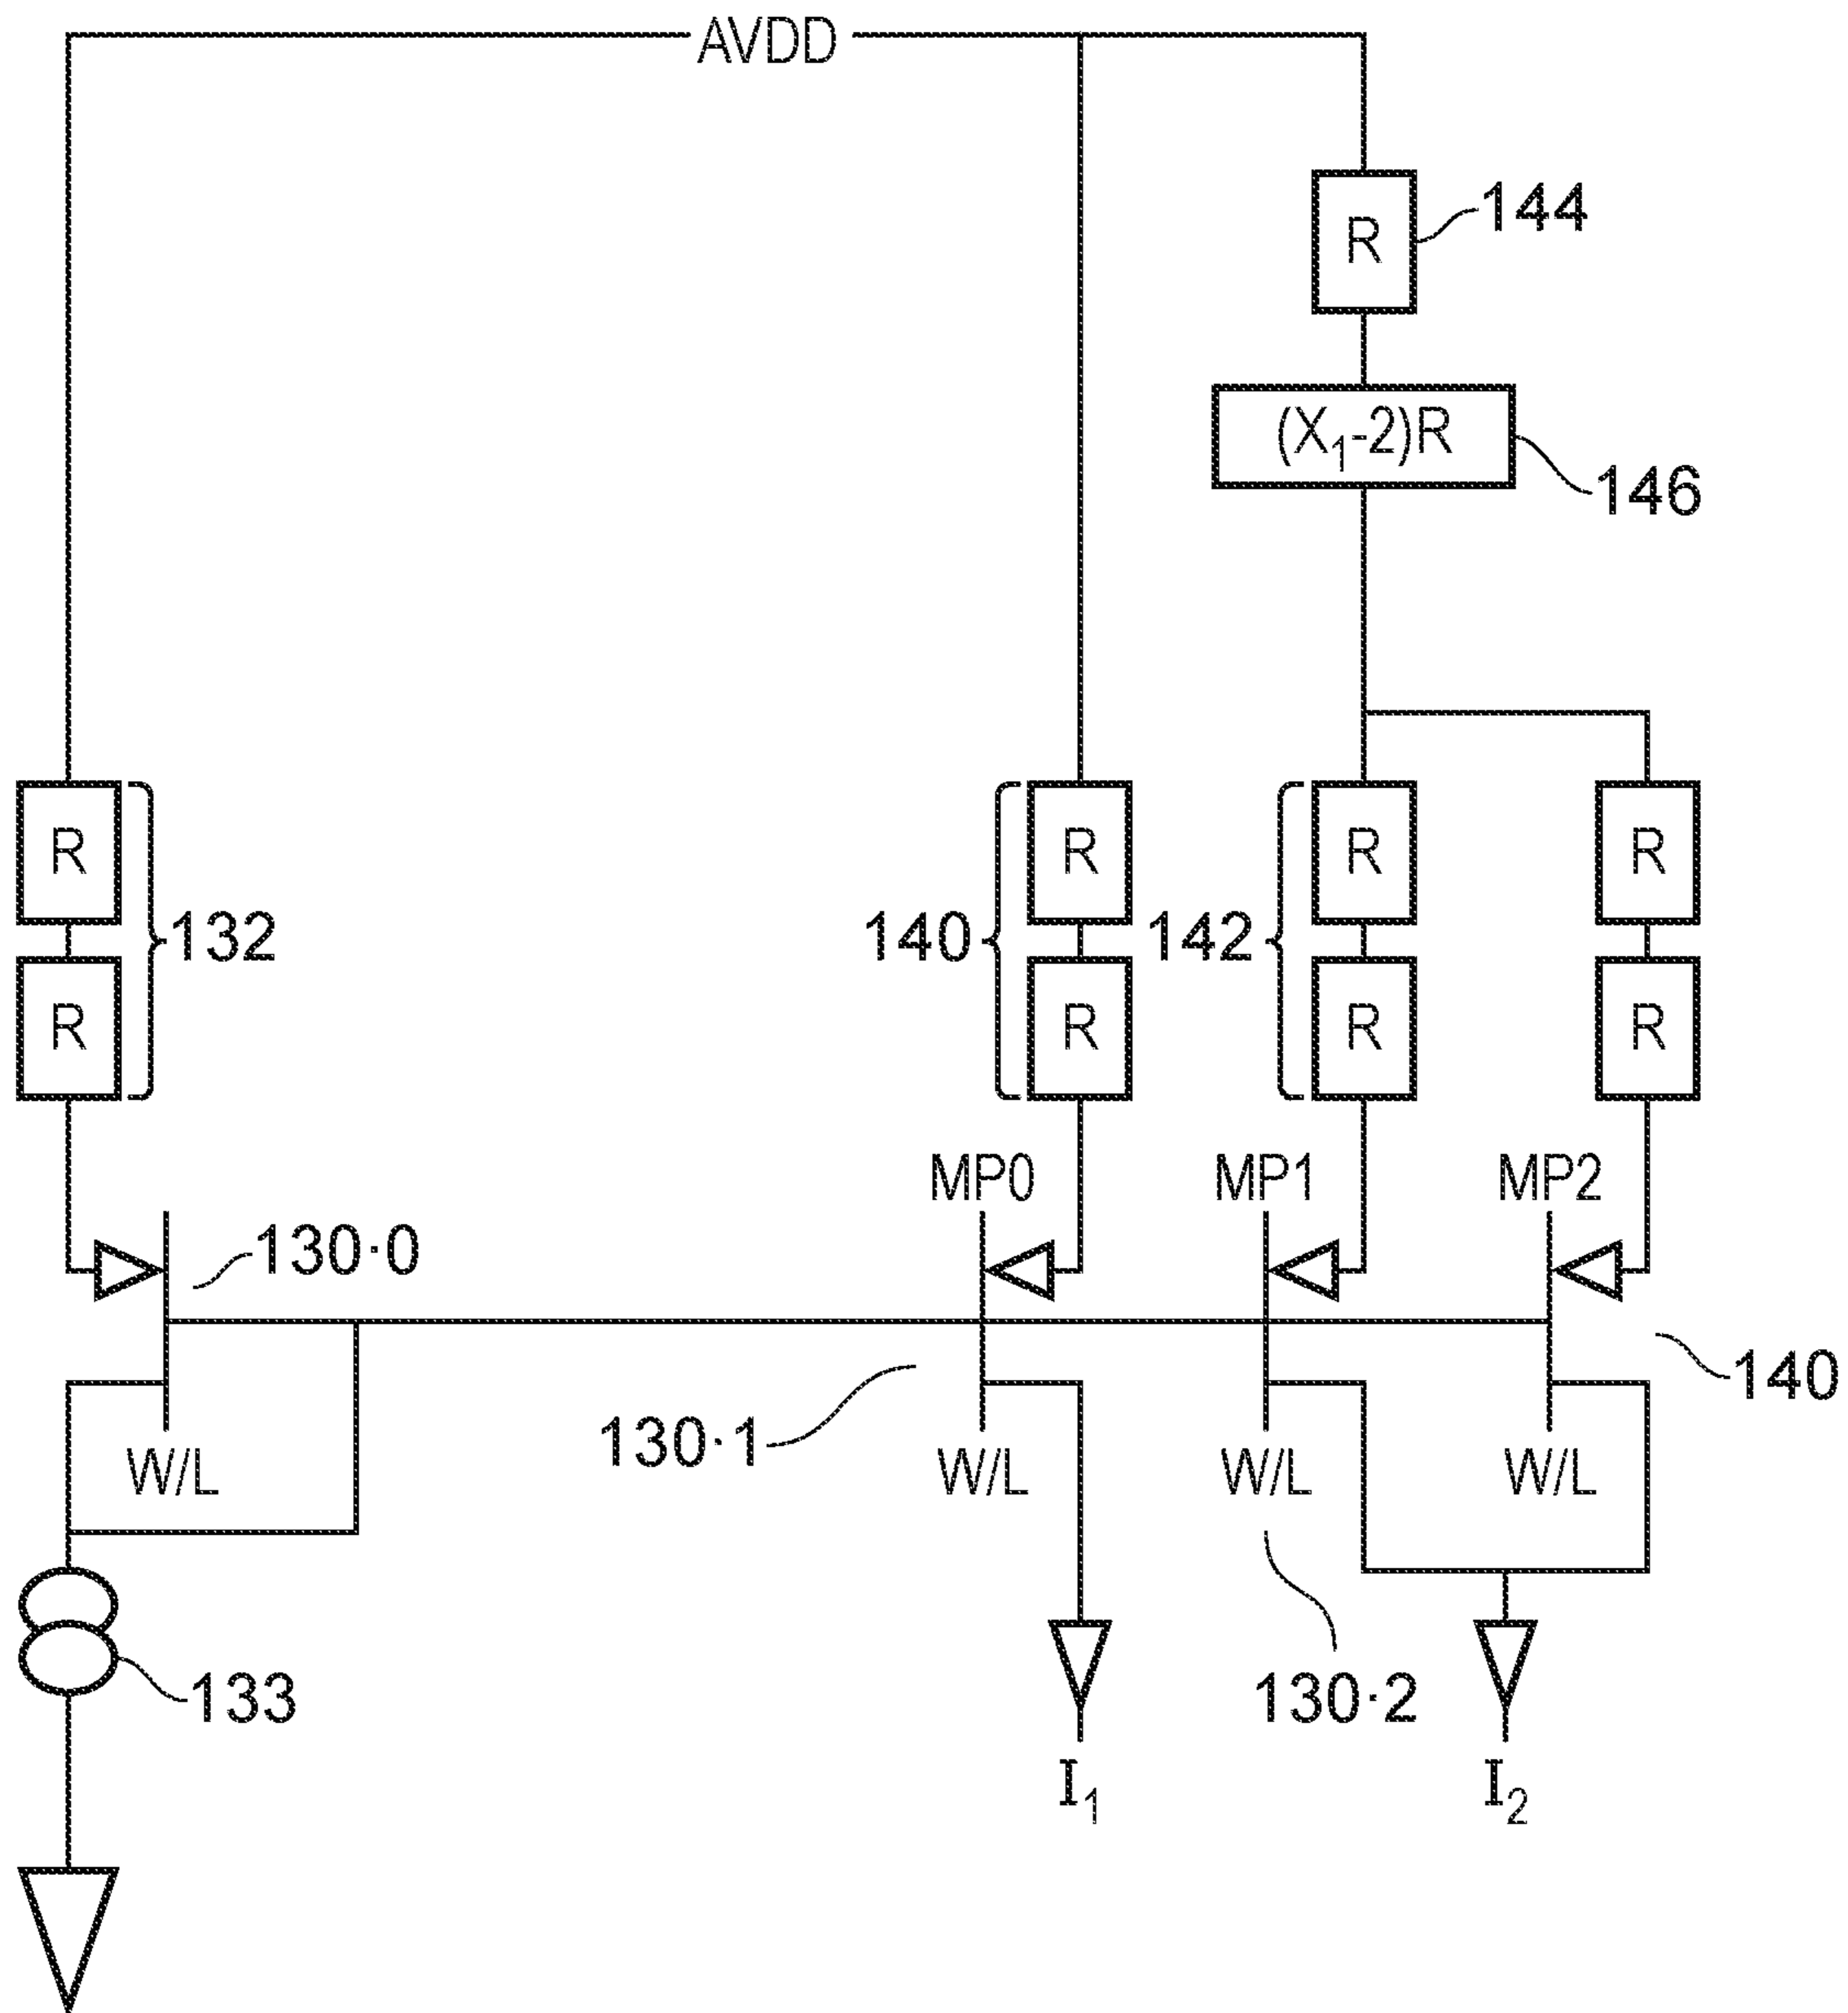 AVDD
R
144
(X₁-2)R
146
R
R
R
R
132
140
142
R
R
R
R
MP0
MP1
MP2
130·0
140
130·1
W/L
W/L
W/L
W/L
133
130·2
I₁
I₂